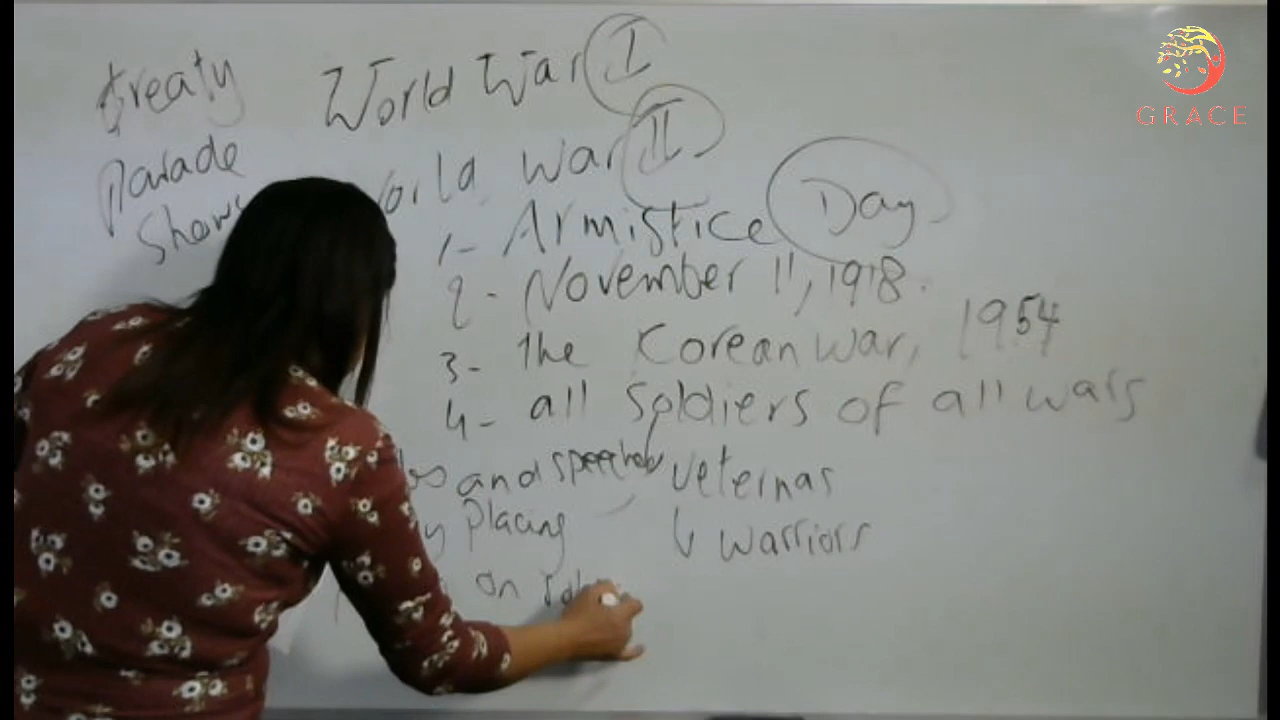 treaty World War I
Parade World War II
Shows
1- Armistice Day
2- November 11, 1918.
3- the Korean War, 1954
4- all soldiers of all wars
and speeches veternas
placing ↳ warriors
on
GRACE